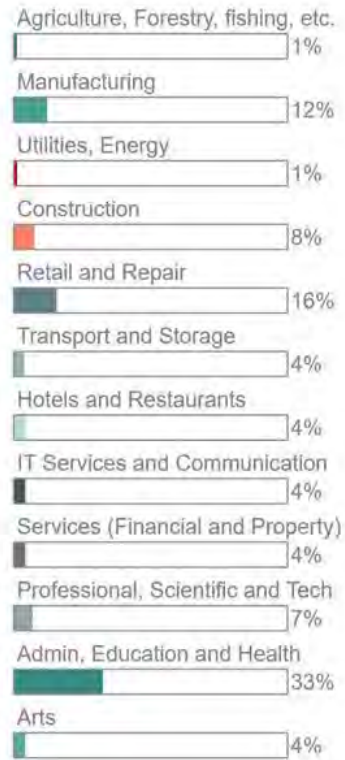 Agriculture, Forestry, fishing, etc.
1%
Manufacturing
12%
Utilities, Energy
1%
Construction
8%
Retail and Repair
16%
Transport and Storage
4%
Hotels and Restaurants
4%
IT Services and Communication
4%
Services (Financial and Property)
4%
Professional, Scientific and Tech
7%
Admin, Education and Health
33%
Arts
4%